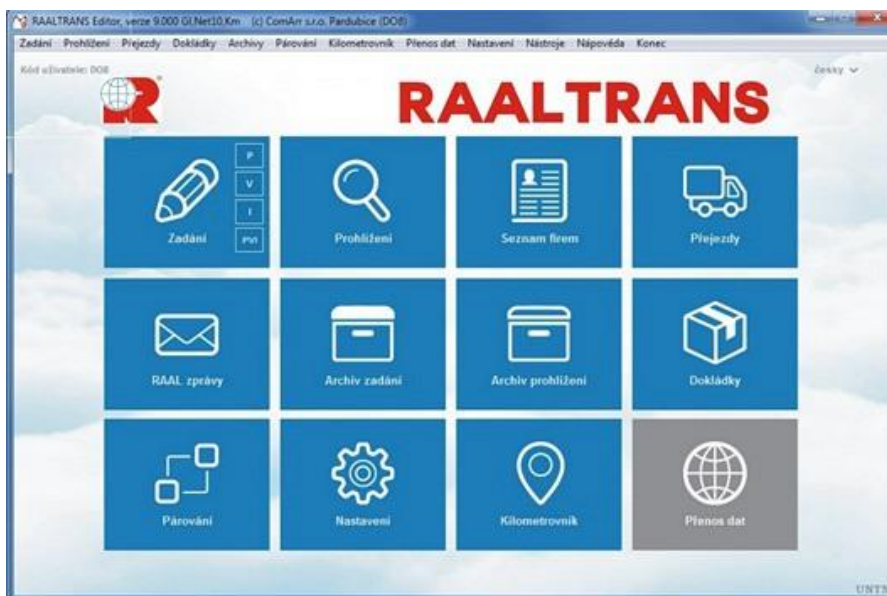 RAALTRANS Editor, verze 9.000 GI,Net10,Km (c) ComArr s.r.o. Pardubice (DO8)
Zadání Prohlížení Přejezdy Dokládky Archivy Párování Kilometrovník Přenos dat Nastavení Nástroje Nápověda Konec
Kód uživatele: DO8
česky
R
RAALTRANS
P
V
I
PVI
Zadání
Prohlížení
Seznam firem
Přejezdy
RAAL zprávy
Archiv zadání
Archiv prohlížení
Dokládky
Párování
Nastavení
Kilometrovník
Přenos dat